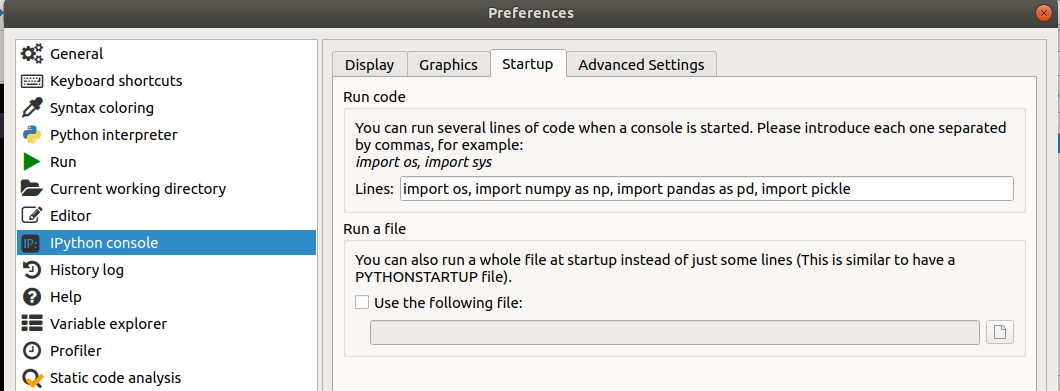 Preferences
General
Keyboard shortcuts
Syntax coloring
Python interpreter
Run
Current working directory
Editor
IP: IPython console
History log
Help
Variable explorer
Profiler
Static code analysis
Display Graphics Startup Advanced Settings
Run code
You can run several lines of code when a console is started. Please introduce each one separated
by commas, for example:
import os, import sys
Lines: import os, import numpy as np, import pandas as pd, import pickle
Run a file
You can also run a whole file at startup instead of just some lines (This is similar to have a
PYTHONSTARTUP file).
Use the following file: